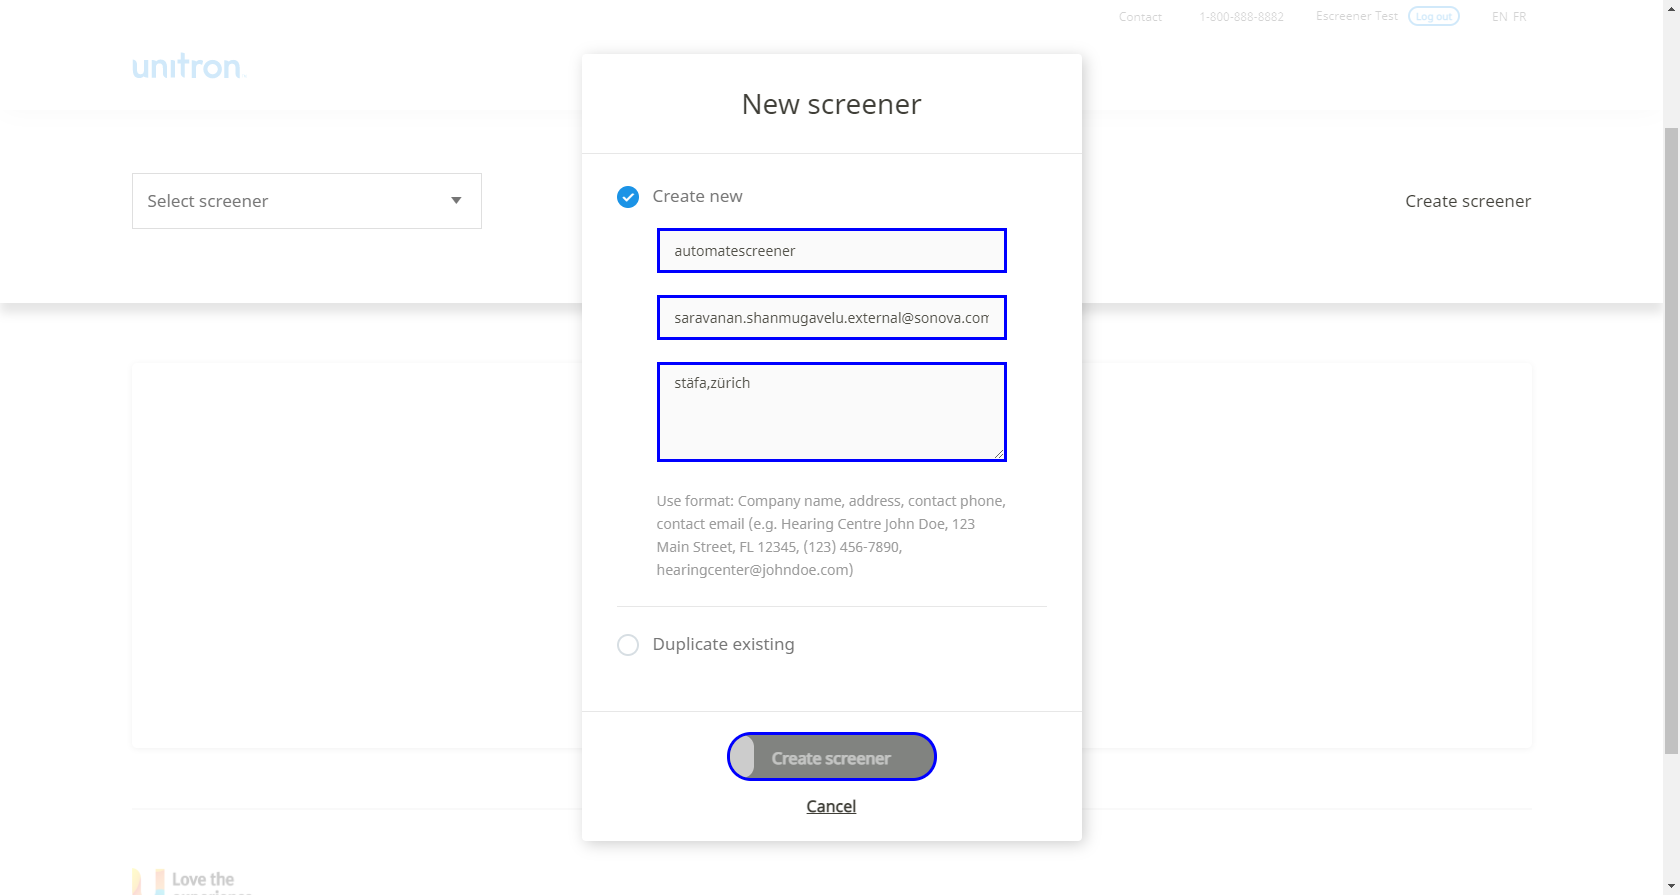 Contact
1-800-888-8882
Escreener Test
Log out
EN FR
unitron
New screener
Create new
Select screener
Create screener
automatescreener
saravanan.shanmugavelu.external@sonova.com
stäfa,zürich
Use format: Company name, address, contact phone,
contact email (e.g. Hearing Centre John Doe, 123
Main Street, FL 12345, (123) 456-7890,
hearingcenter@johndoe.com)
Duplicate existing
Create screener
Cancel
Love the
experience